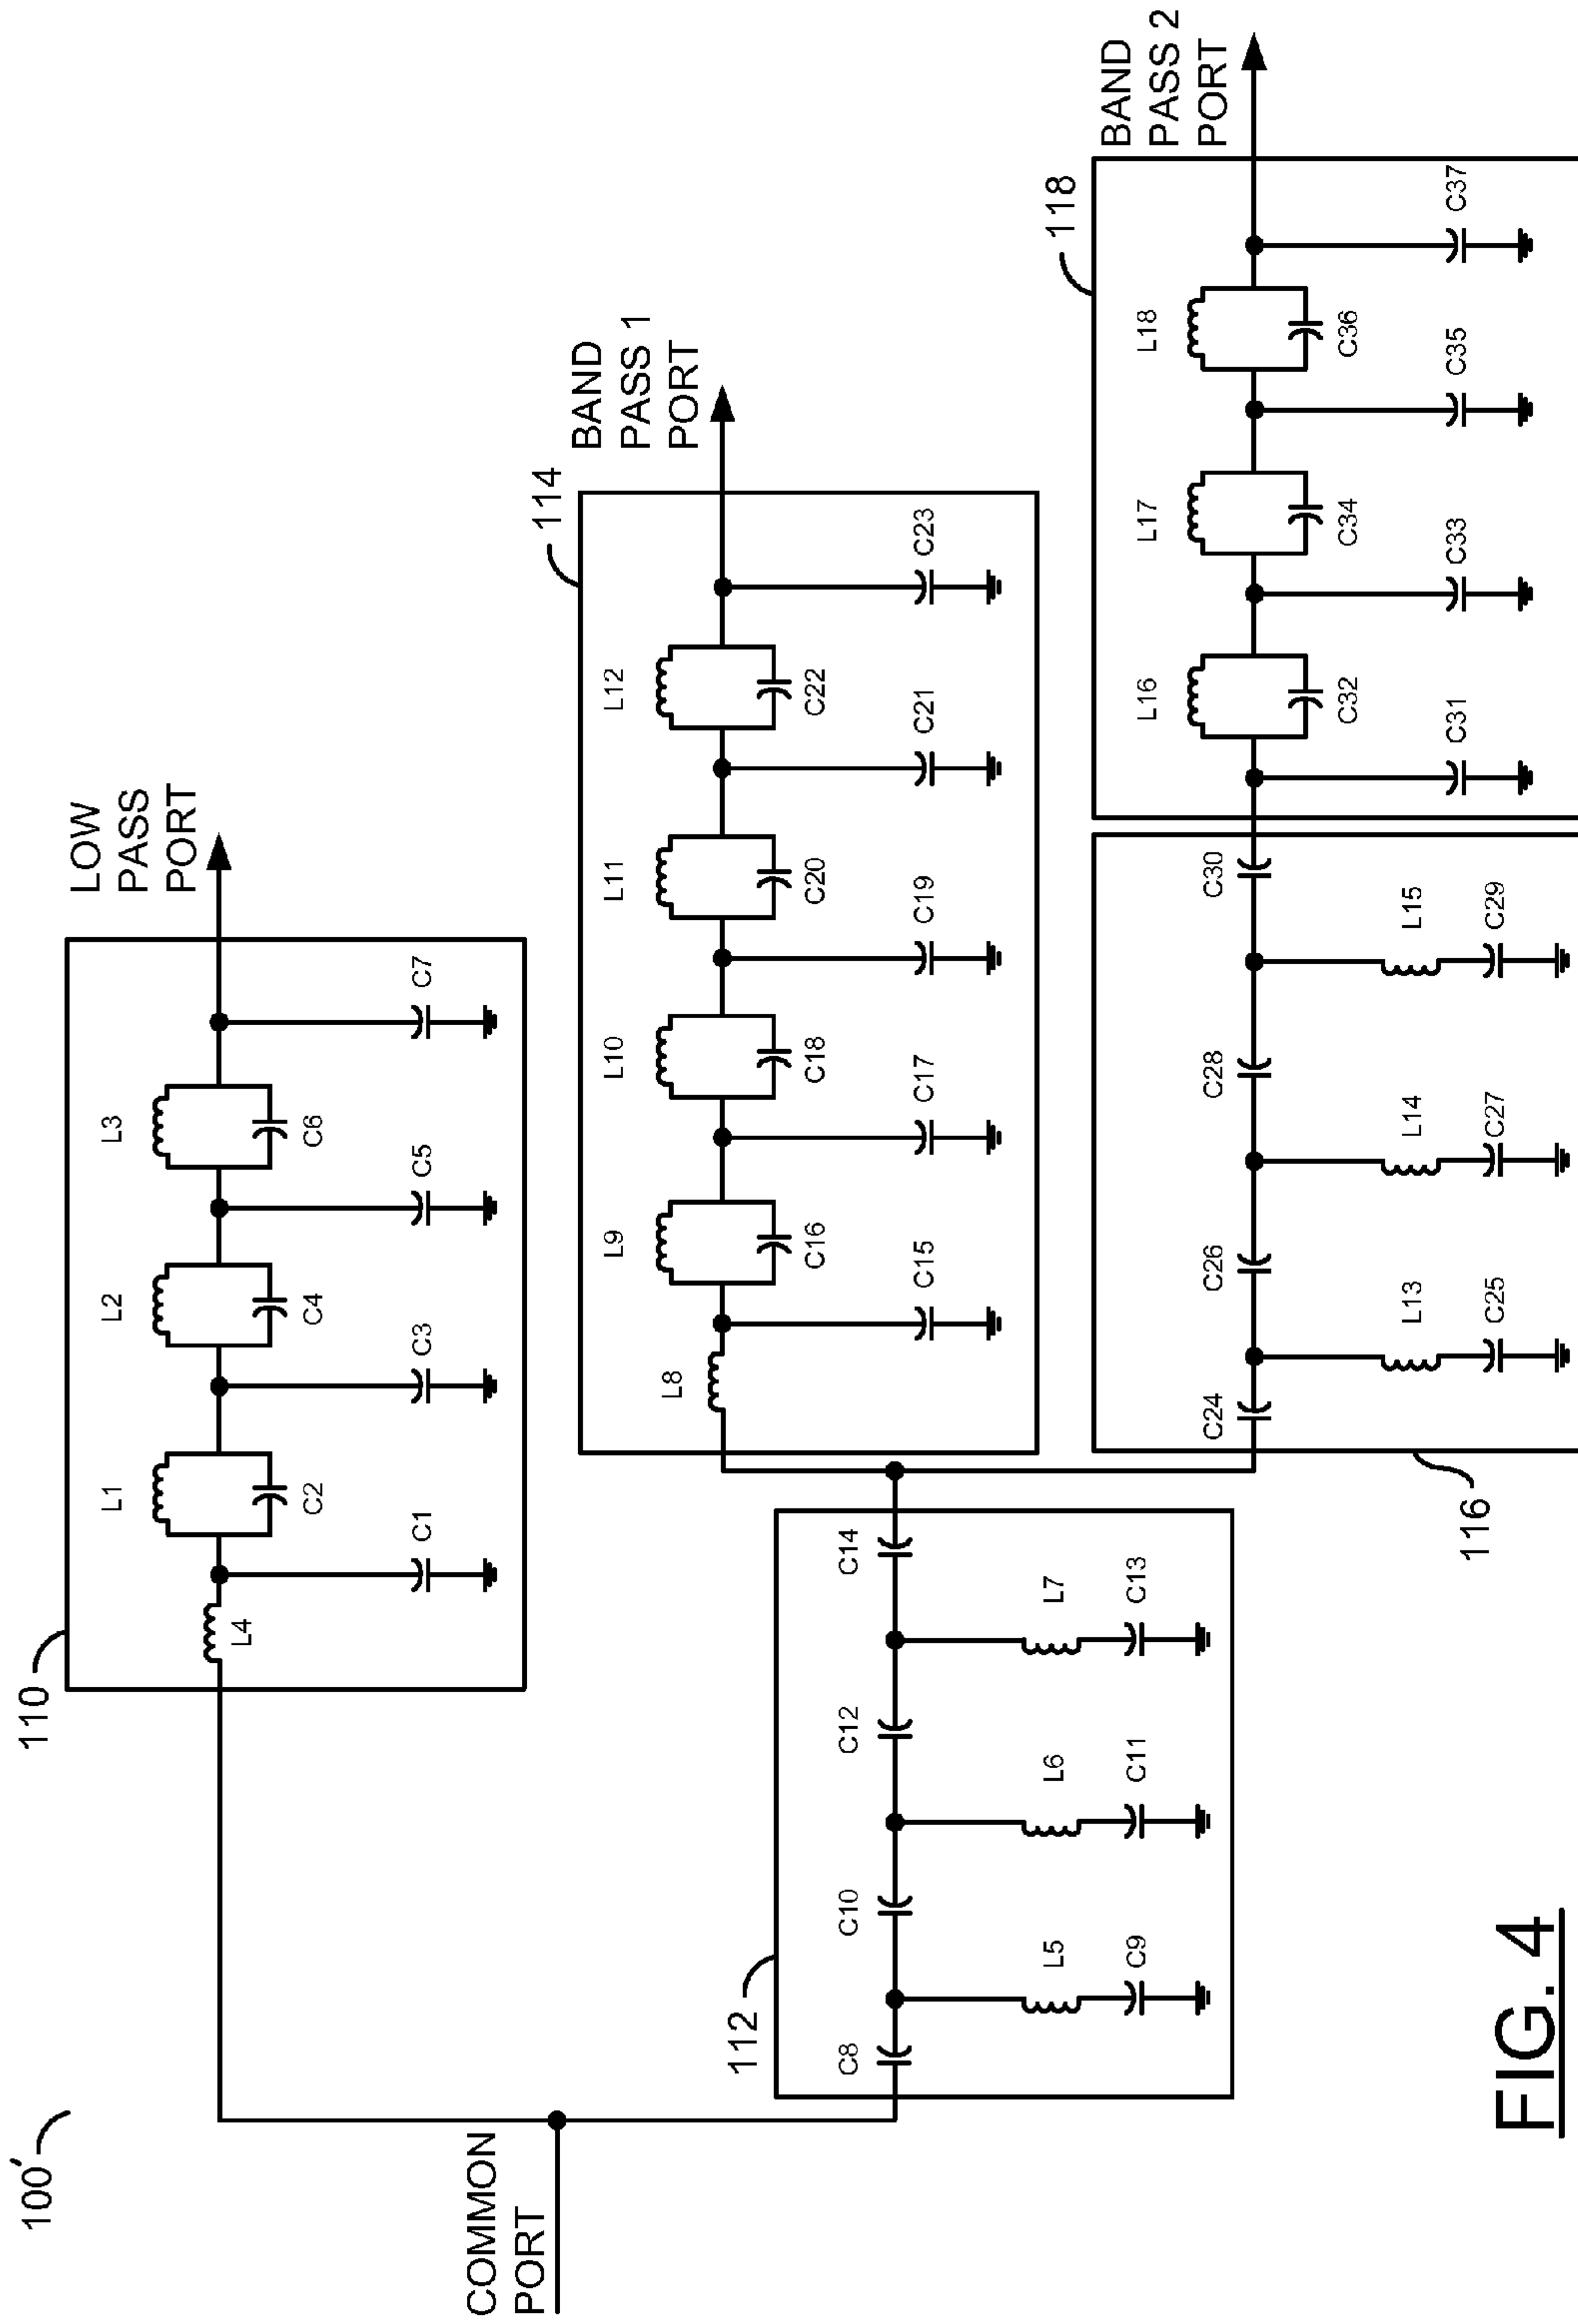 100'
COMMON
PORT
110
LOW
PASS
PORT
L1
L2
L3
L4
C2
C4
C6
C1
C3
C5
C7
112
C8
C10
C12
C14
L5
L6
L7
C9
C11
C13
114
BAND
PASS 1
PORT
L8
L9
L10
L11
L12
C16
C18
C20
C22
C15
C17
C19
C21
C23
116
C24
C26
C28
C30
L13
L14
L15
C25
C27
C29
118
BAND
PASS 2
PORT
L16
L17
L18
C32
C34
C36
C31
C33
C35
C37
FIG. 4